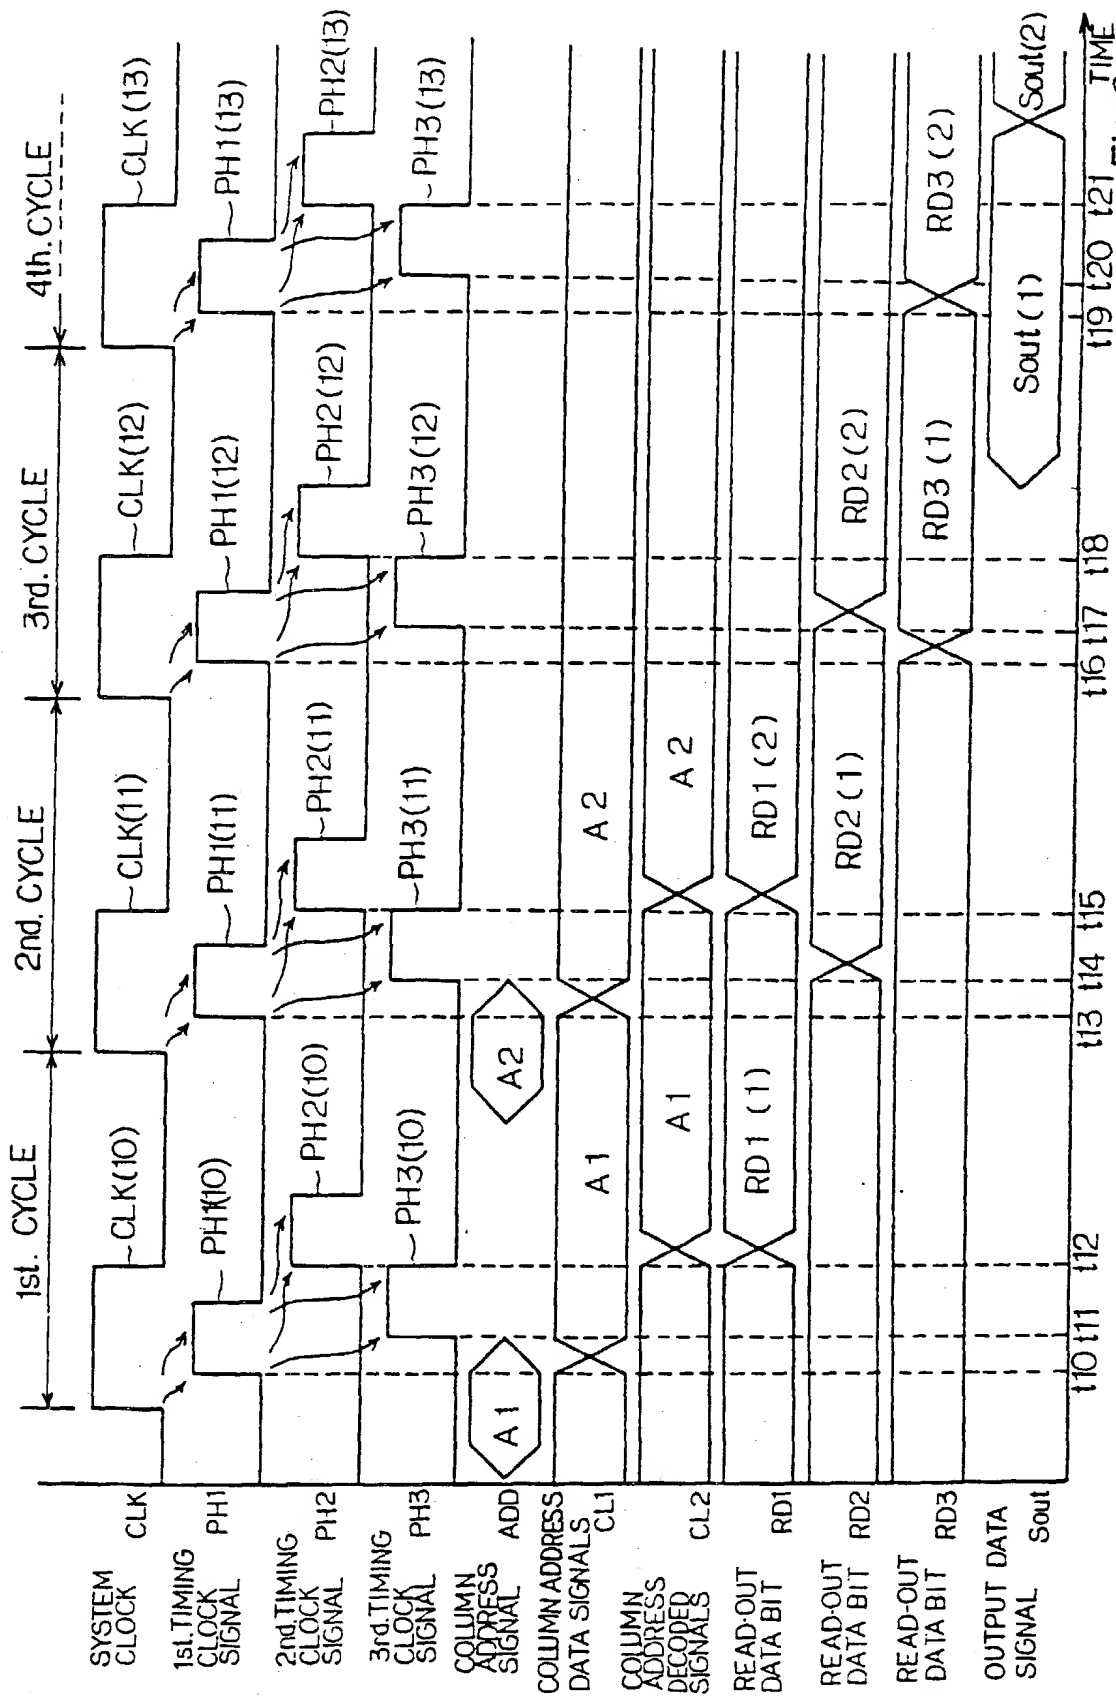 1st. CYCLE
2nd. CYCLE
3rd. CYCLE
4th. CYCLE
SYSTEM
CLOCK
CLK
CLK(10)
CLK(11)
CLK(12)
CLK(13)
1st. TIMING
CLOCK
SIGNAL
PH1
PH1(10)
PH1(11)
PH1(12)
PH1(13)
2nd. TIMING
CLOCK
SIGNAL
PH2
PH2(10)
PH2(11)
PH2(12)
PH2(13)
3rd. TIMING
CLOCK
SIGNAL
PH3
PH3(10)
PH3(11)
PH3(12)
PH3(13)
COLUMN
ADDRESS
SIGNAL
ADD
A1
A2
COLUMN ADDRESS
DATA SIGNALS
CL1
A1
A2
COLUMN
ADDRESS
DECODED
SIGNALS
CL2
A1
A2
READ-OUT
DATA BIT
RD1
RD1 (1)
RD1 (2)
READ-OUT
DATA BIT
RD2
RD2 (1)
RD2 (2)
READ-OUT
DATA BIT
RD3
RD3 (1)
RD3 (2)
OUTPUT DATA
SIGNAL
Sout
Sout (1)
Sout(2)
t10 t11 t12 t13 t14 t15 t16 t17 t18 t19 t20 t21 TIME